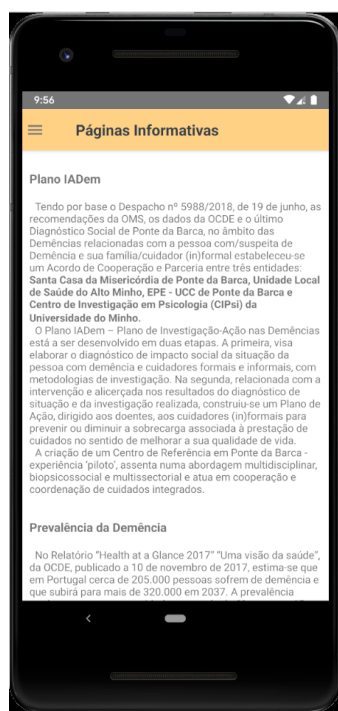 9:56
Páginas Informativas
Plano IADem
Tendo por base o Despacho nº 5988/2018, de 19 de junho, as
recomendações da OMS, os dados da OCDE e o último
Diagnóstico Social de Ponte da Barca, no âmbito das
Demências relacionadas com a pessoa com/suspeita de
Demência e sua família/cuidador (in)formal estabeleceu-se
um Acordo de Cooperação e Parceria entre três entidades:
Santa Casa da Misericórdia de Ponte da Barca, Unidade Local
de Saúde do Alto Minho, EPE - UCC de Ponte da Barca e
Centro de Investigação em Psicologia (CIPsi) da
Universidade do Minho.
O Plano IADem – Plano de Investigação-Ação nas Demências
está a ser desenvolvido em duas etapas. A primeira, visa
elaborar o diagnóstico de impacto social da situação da
pessoa com demência e cuidadores formais e informais, com
metodologias de investigação. Na segunda, relacionada com a
intervenção e alicerçada nos resultados do diagnóstico de
situação e da investigação realizada, construiu-se um Plano de
Ação, dirigido aos doentes, aos cuidadores (in)formais para
prevenir ou diminuir a sobrecarga associada à prestação de
cuidados no sentido de melhorar a sua qualidade de vida.
A criação de um Centro de Referência em Ponte da Barca -
experiência 'piloto', assenta numa abordagem multidisciplinar,
biopsicossocial e multissectorial e atua em cooperação e
coordenação de cuidados integrados.
Prevalência da Demência
No Relatório “Health at a Glance 2017” “Uma visão da saúde”,
da OCDE, publicado a 10 de novembro de 2017, estima-se que
em Portugal cerca de 205.000 pessoas sofrem de demência e
que subirá para mais de 320.000 em 2037. A prevalência